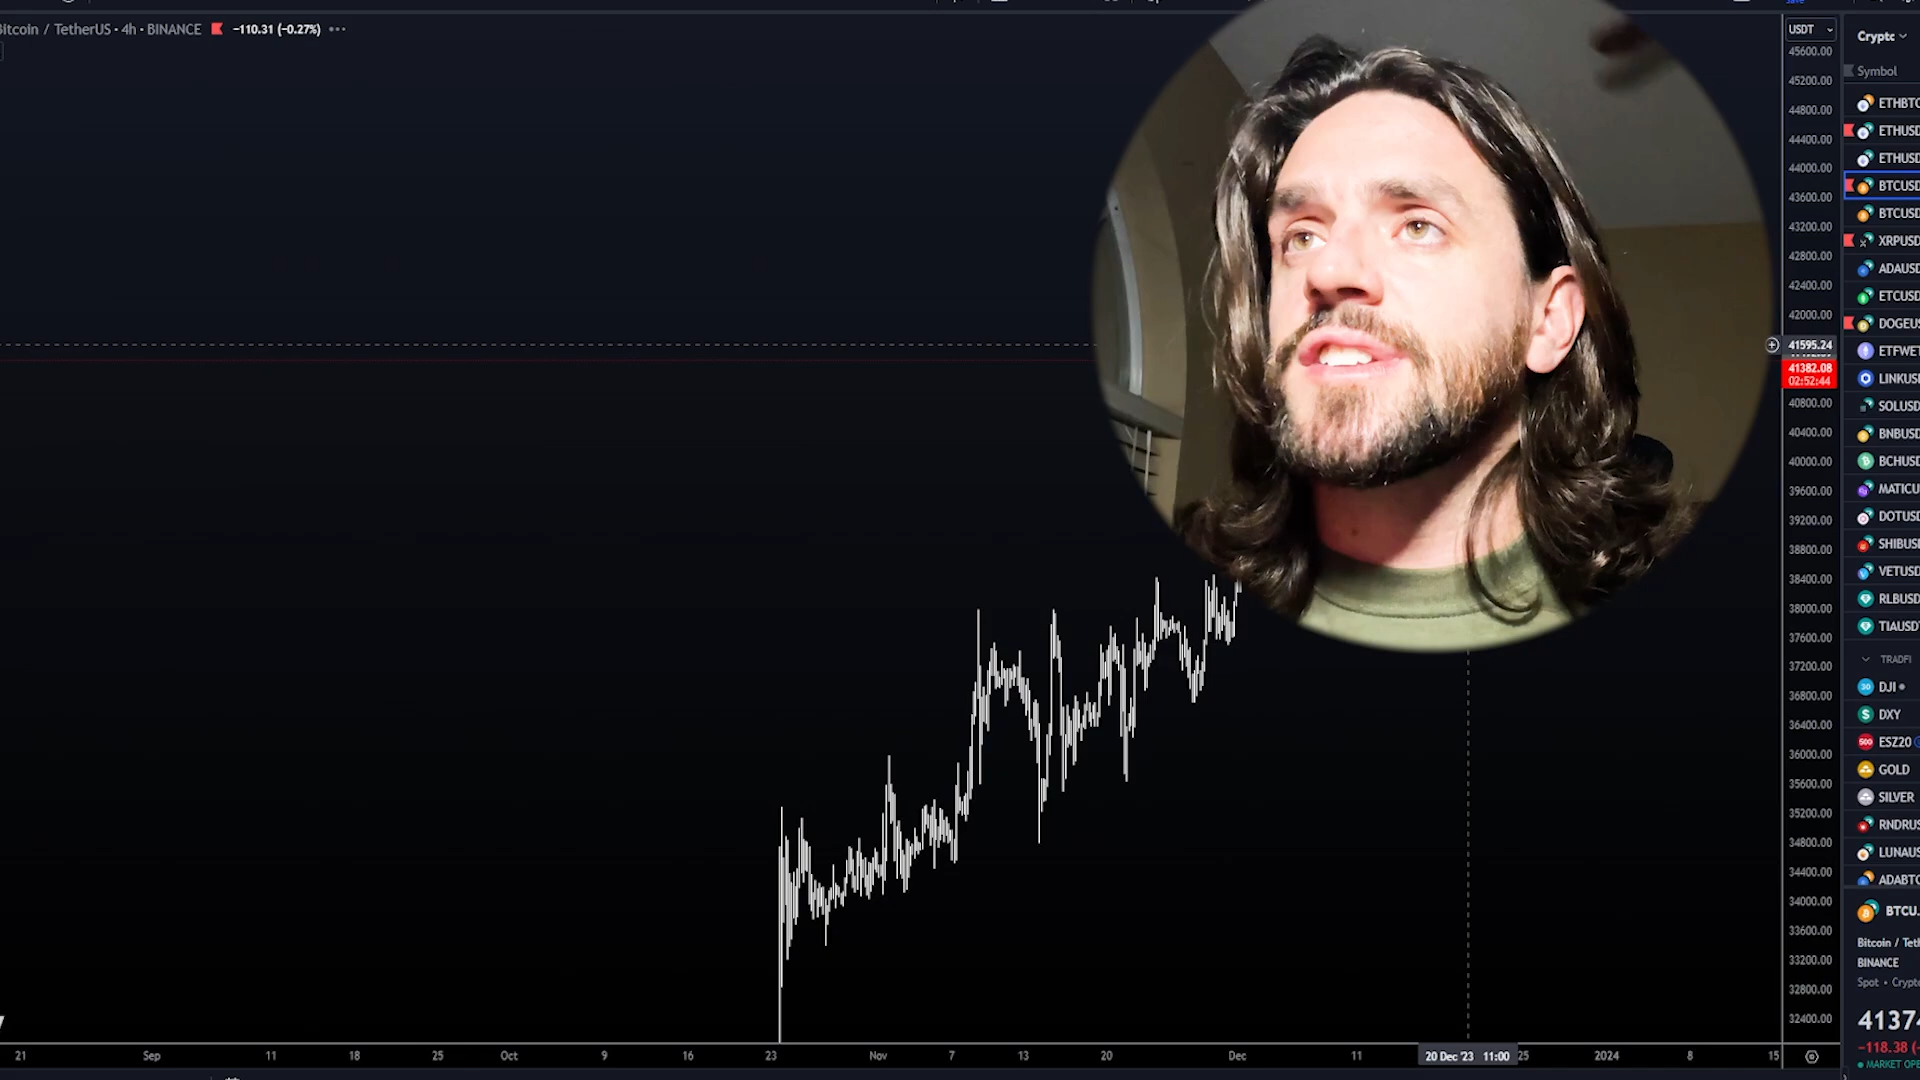 Bitcoin / TetherUS · 4h · BINANCE −110.31 (−0.27%)
USDT
45600.00
45200.00
44800.00
44400.00
44000.00
43600.00
43200.00
42800.00
42400.00
42000.00
41595.24
41382.08
02:52:44
40800.00
40400.00
40000.00
39600.00
39200.00
38800.00
38400.00
38000.00
37600.00
37200.00
36800.00
36400.00
36000.00
35600.00
35200.00
34800.00
34400.00
34000.00
33600.00
33200.00
32800.00
32400.00
21 Sep 11 18 25 Oct 9 16 23 Nov 7 13 20 Dec 11 20 Dec '23 11:00 25 2024 8 15
Crypto
Symbol
ETHBTC
ETHUSD
ETHUSD
BTCUSD
BTCUSD
XRPUSD
ADAUSD
ETCUSD
DOGEUS
ETFWET
LINKUS
SOLUSD
BNBUSD
BCHUSD
MATICU
DOTUSD
SHIBUS
VETUSD
RLBUSD
TIAUSDT
TRADFI
DJI
DXY
ESZ20
GOLD
SILVER
RNDRUS
LUNAUS
ADABTC
BTCU
Bitcoin / Teth
BINANCE
Spot • Crypto
41374
−118.38 (−
MARKET OPE